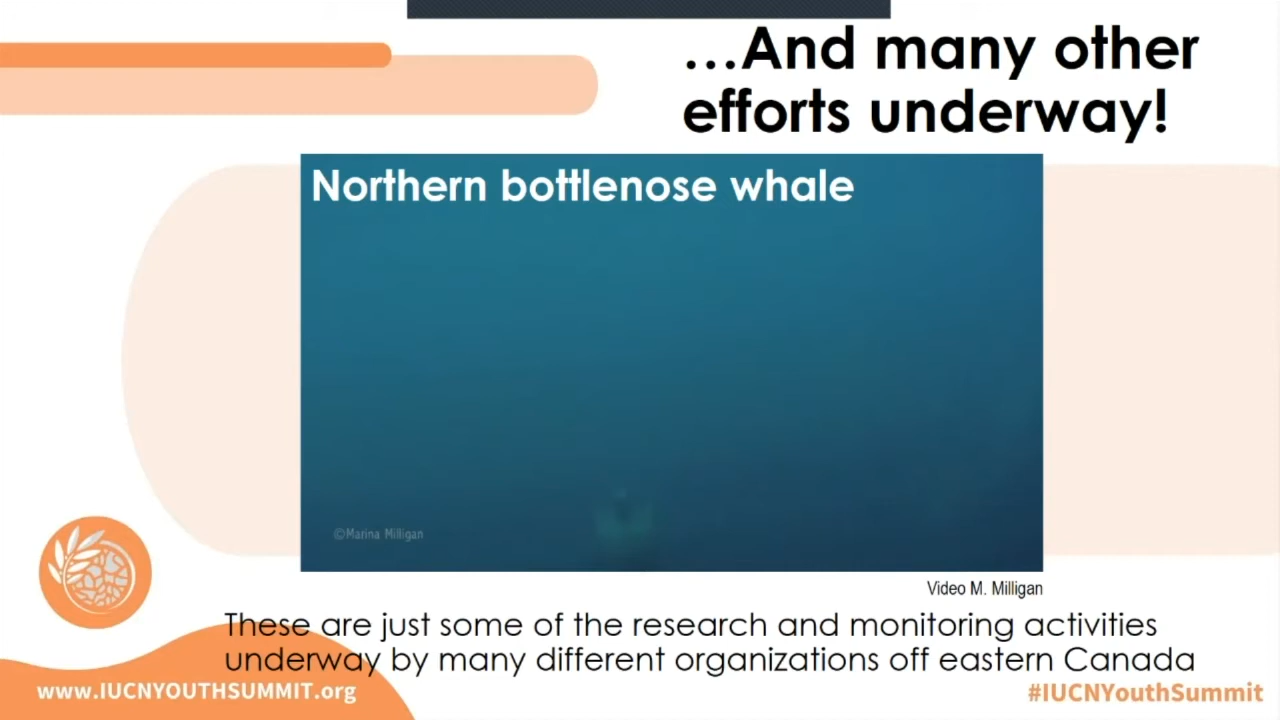 …And many other
efforts underway!
Northern bottlenose whale
©Marina Milligan
Video M. Milligan
These are just some of the research and monitoring activities
underway by many different organizations off eastern Canada
www.IUCNYOUTHSUMMIT.org
#IUCNYouthSummit